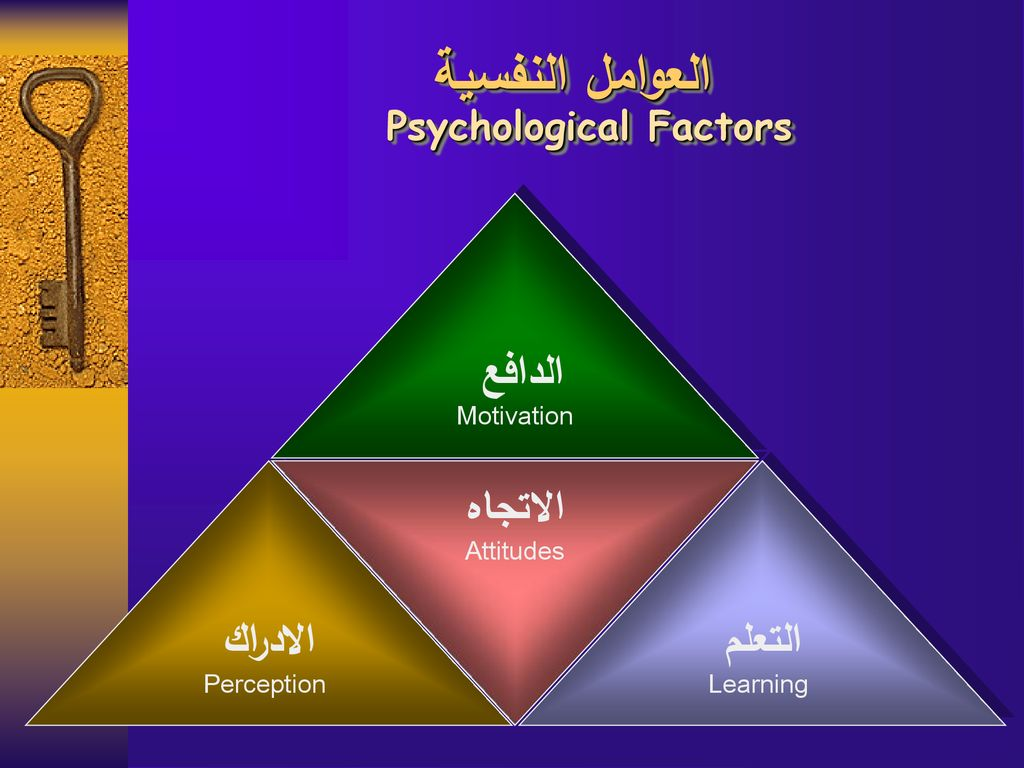 العوامل النفسية
Psychological Factors
الدافع
Motivation
الاتجاه
Attitudes
الادراك
Perception
التعلم
Learning